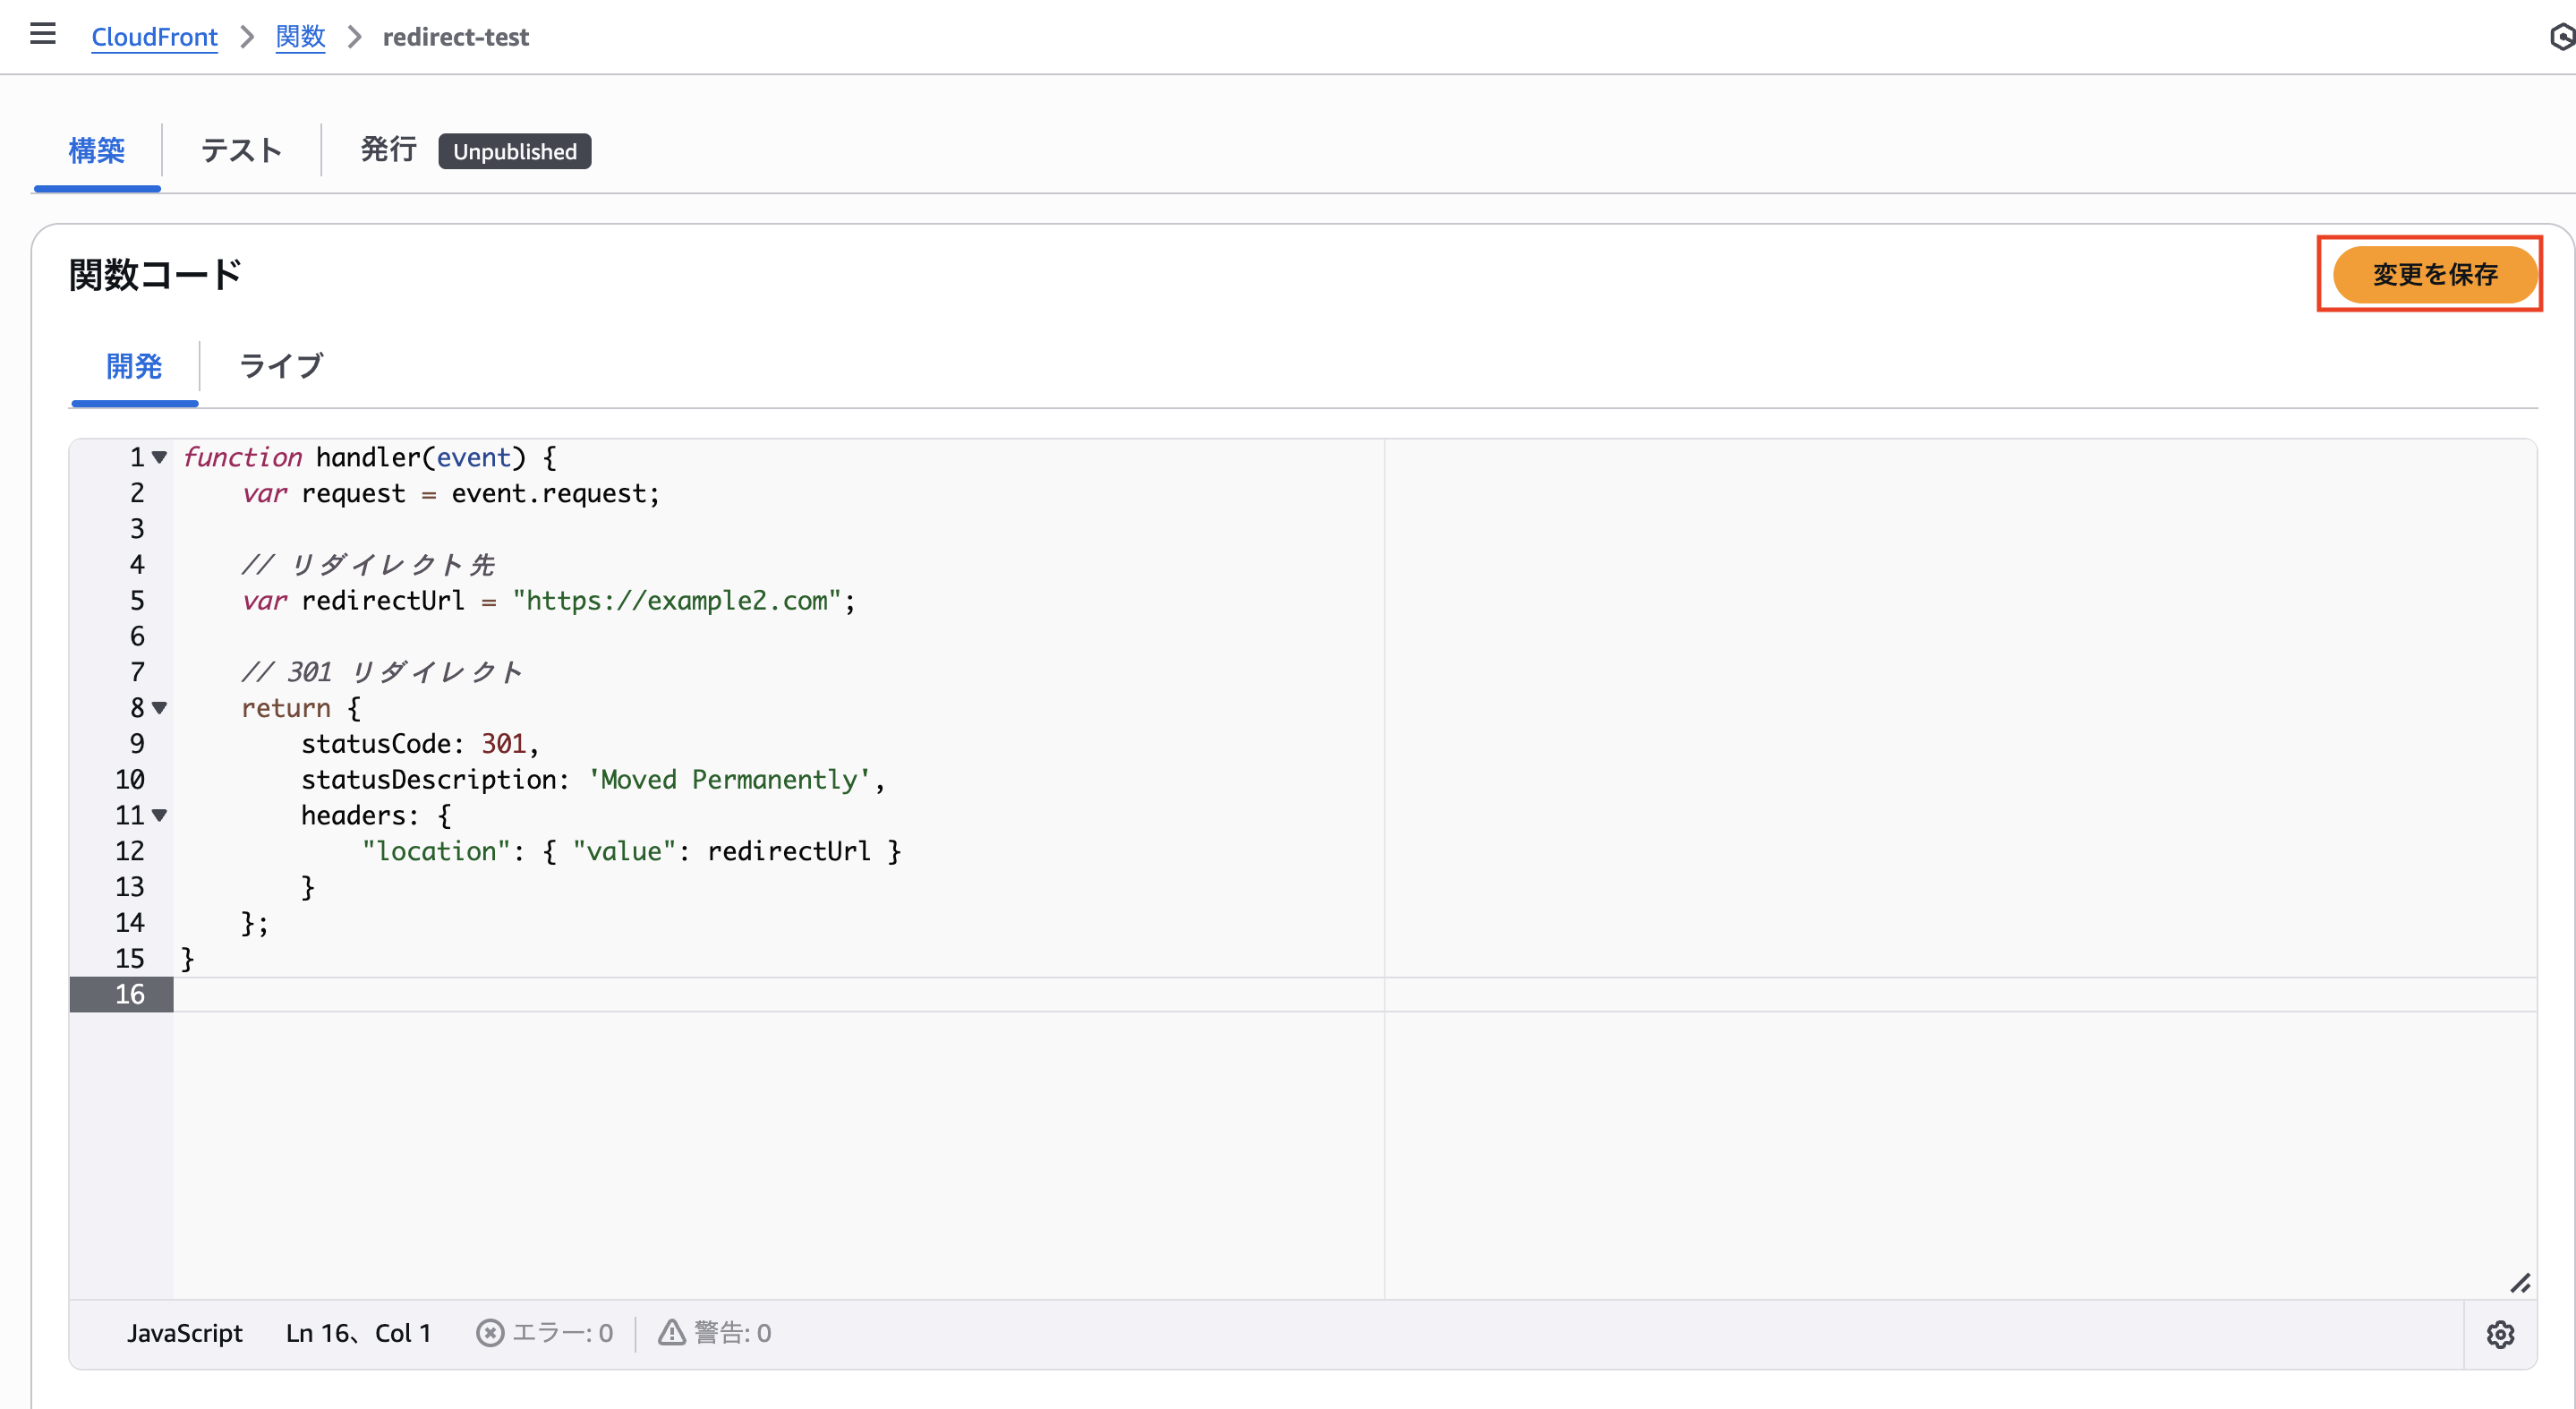 CloudFront > 関数 > redirect-test
構築 テスト 発行 Unpublished
関数コード
変更を保存
開発 ライブ
1 function handler(event) {
2 var request = event.request;
3
4 // リダイレクト先
5 var redirectUrl = "https://example2.com";
6
7 // 301 リダイレクト
8 return {
9 statusCode: 301,
10 statusDescription: 'Moved Permanently',
11 headers: {
12 "location": { "value": redirectUrl }
13 }
14 };
15 }
16
JavaScript Ln 16、Col 1 エラー: 0 警告: 0